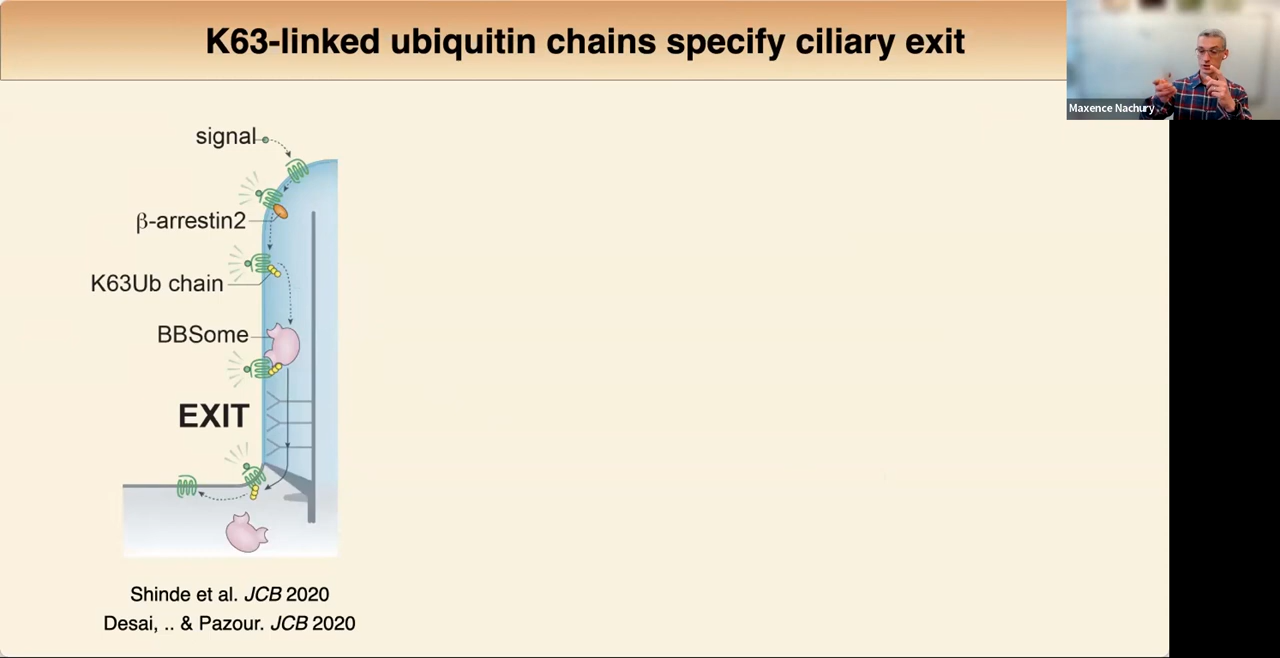 K63-linked ubiquitin chains specify ciliary exit
Maxence Nachury
signal
β-arrestin2
K63Ub chain
BBSome
EXIT
Shinde et al. JCB 2020
Desai, .. & Pazour. JCB 2020